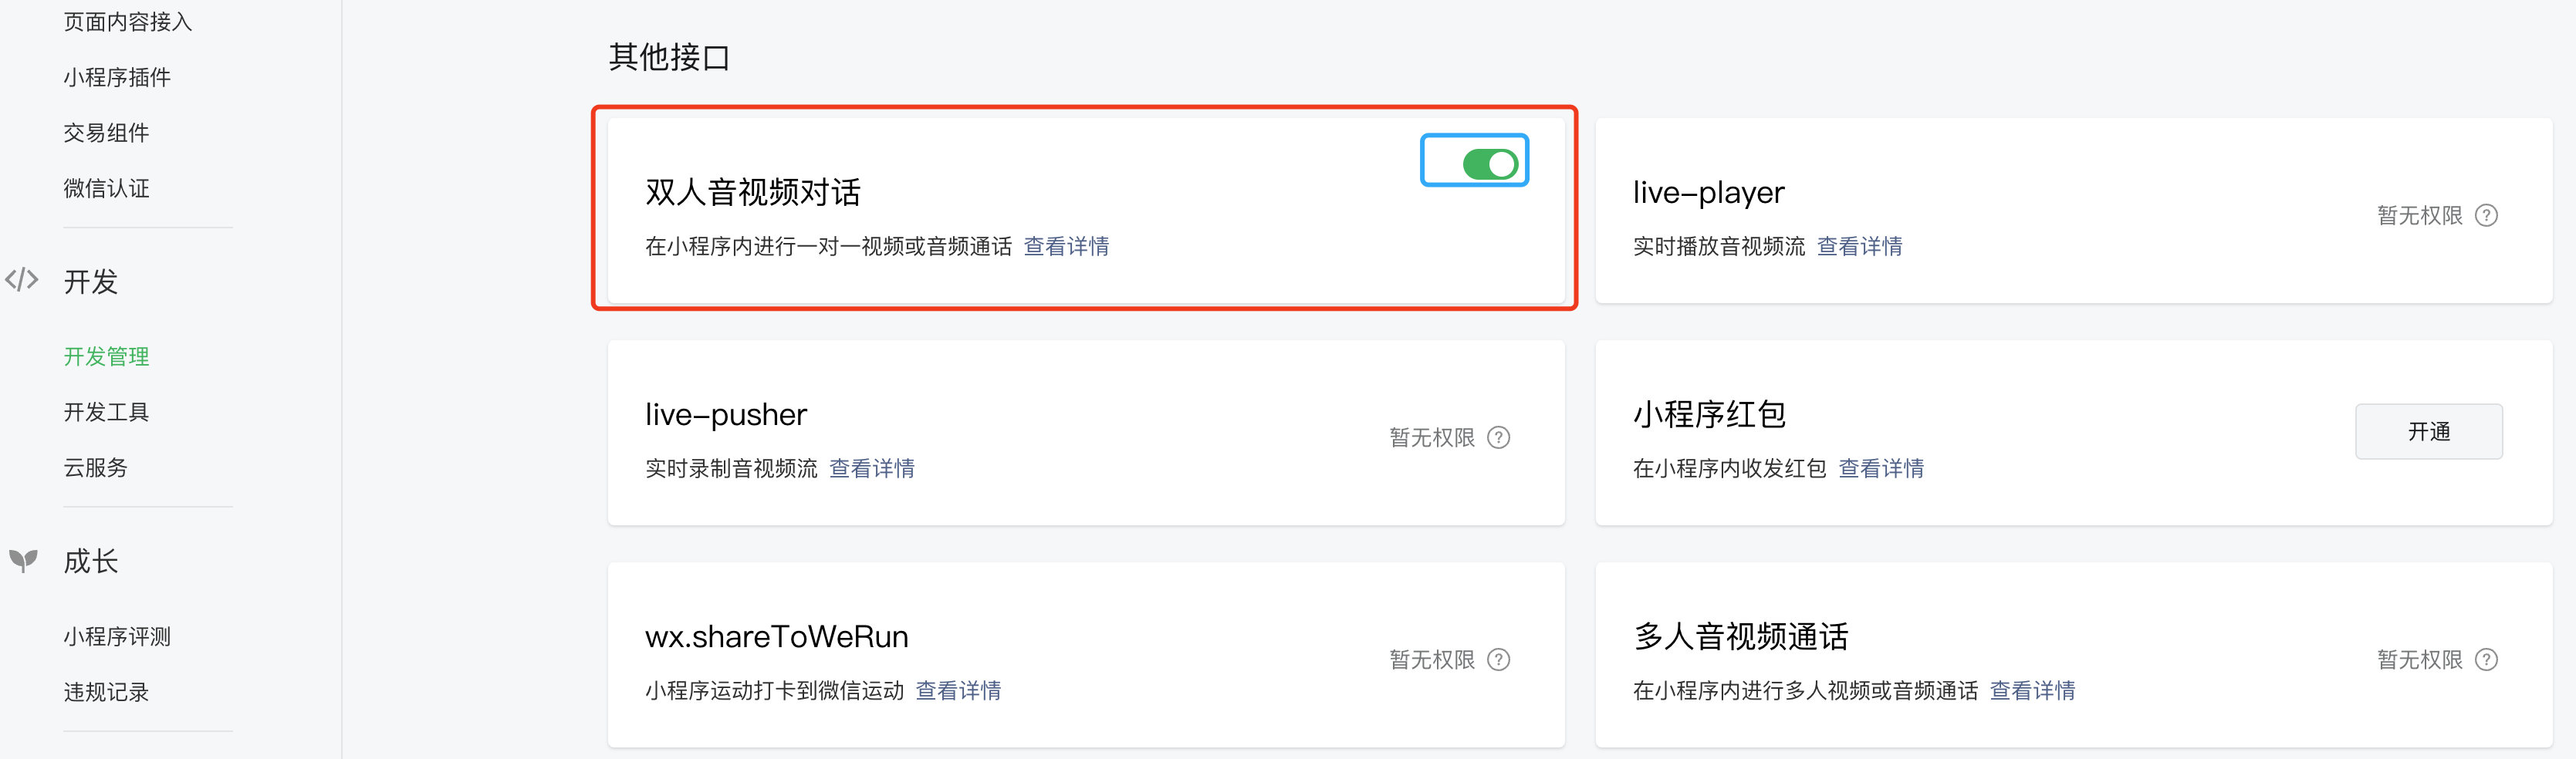 页面内容接入
小程序插件
交易组件
微信认证
开发
开发管理
开发工具
云服务
成长
小程序评测
违规记录
其他接口
双人音视频对话
在小程序内进行一对一视频或音频通话 查看详情
live-player
实时播放音视频流 查看详情
暂无权限
live-pusher
实时录制音视频流 查看详情
暂无权限
小程序红包
在小程序内收发红包 查看详情
开通
wx.shareToWeRun
小程序运动打卡到微信运动 查看详情
暂无权限
多人音视频通话
在小程序内进行多人视频或音频通话 查看详情
暂无权限